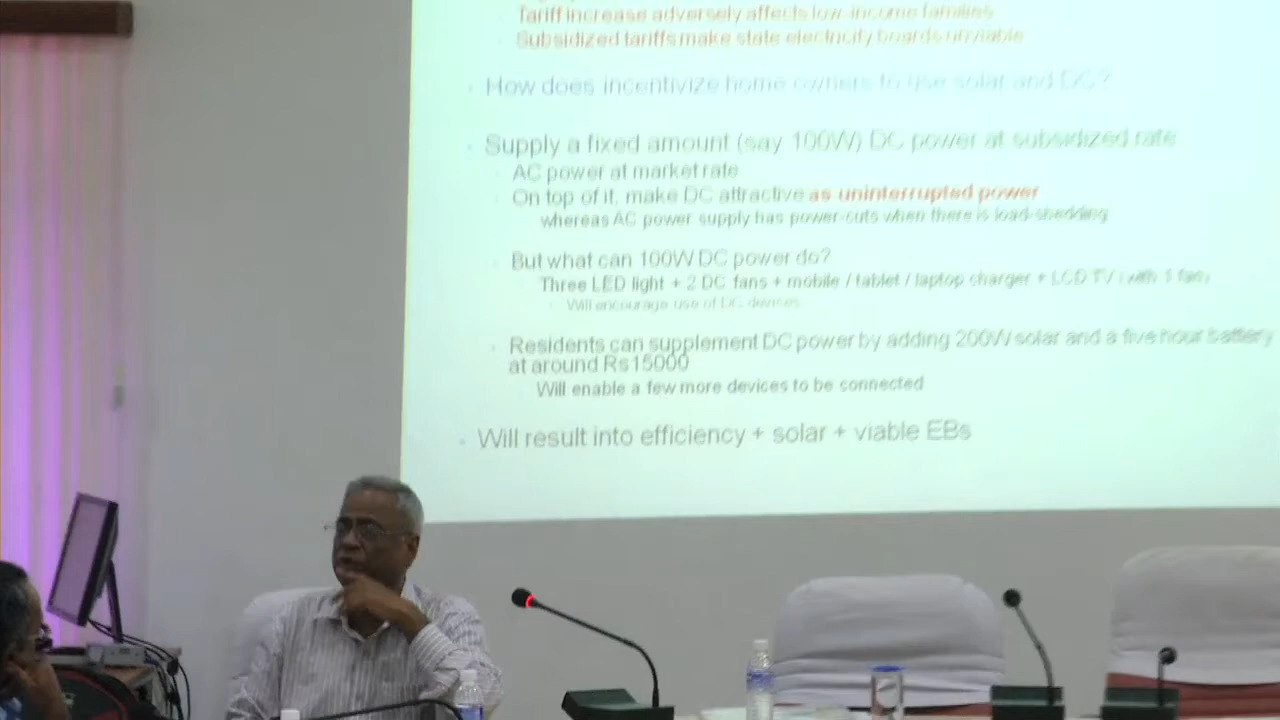 Tariff increase adversely affects low-income families
Subsidized tariffs make state electricity boards unviable
How does incentivize home owners to use solar and DC?
Supply a fixed amount (say 100W) DC power at subsidized rate
AC power at market rate
On top of it, make DC attractive as uninterrupted power
whereas AC power supply has power-cuts when there is load-shedding
But what can 100W DC power do?
Three LED light + 2 DC fans + mobile / tablet / laptop charger + LCD TV (with 1 fan)
Will encourage use of DC devices
Residents can supplement DC power by adding 200W solar and a five hour battery
at around Rs15000
Will enable a few more devices to be connected
Will result into efficiency + solar + viable EBs